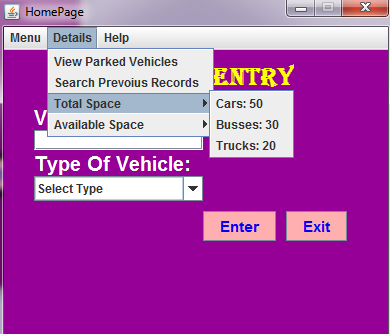 HomePage
Menu Details Help
View Parked Vehicles
ENTRY
Search Prevoius Records
Total Space
Cars: 50
Available Space
Busses: 30
Trucks: 20
Type Of Vehicle:
Select Type
Enter Exit